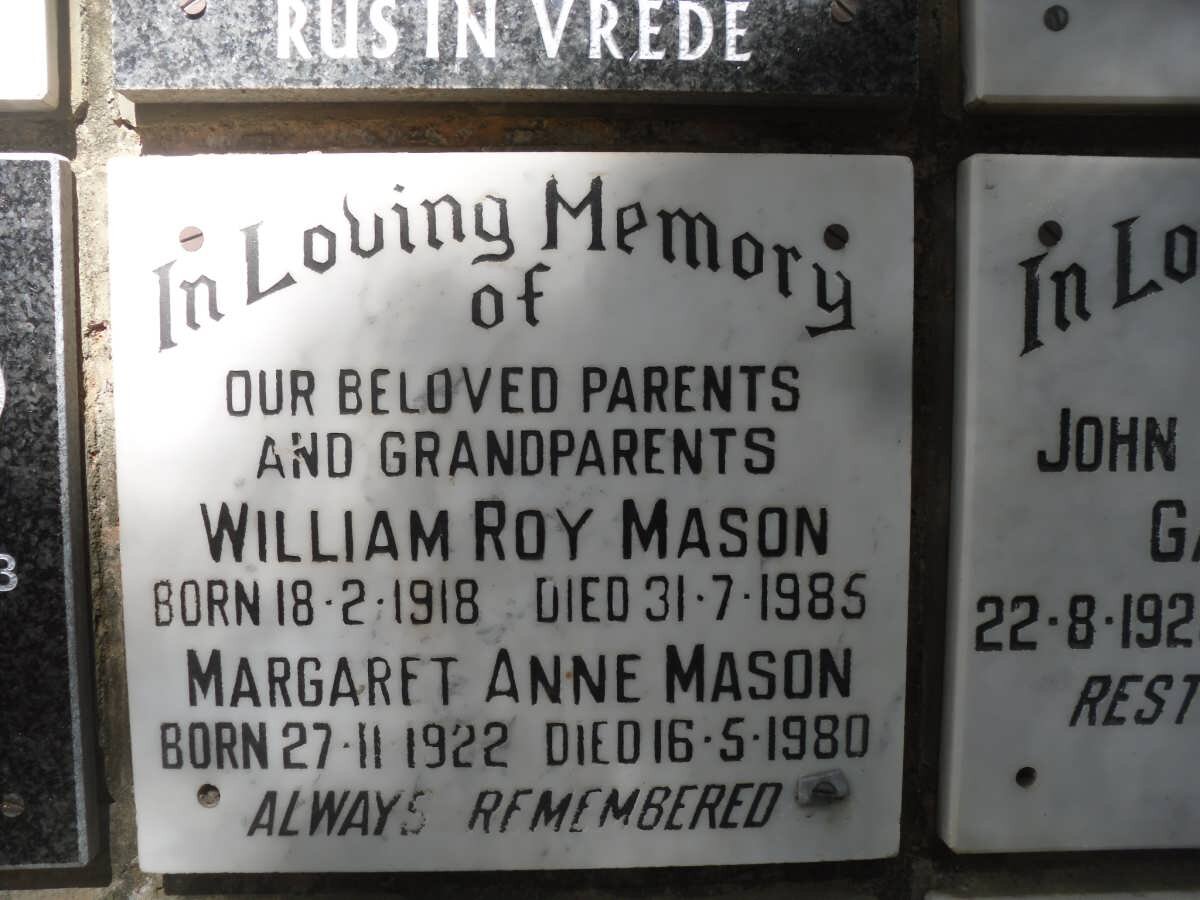 RUS IN VREDE
In Loving Memory
of
OUR BELOVED PARENTS
AND GRANDPARENTS
WILLIAM ROY MASON
BORN 18·2·1918 DIED 31·7·1985
MARGARET ANNE MASON
BORN 27·11 1922 DIED 16·5·1980
ALWAYS REMEMBERED
In Lo
JOHN
GA
22·8·192
REST